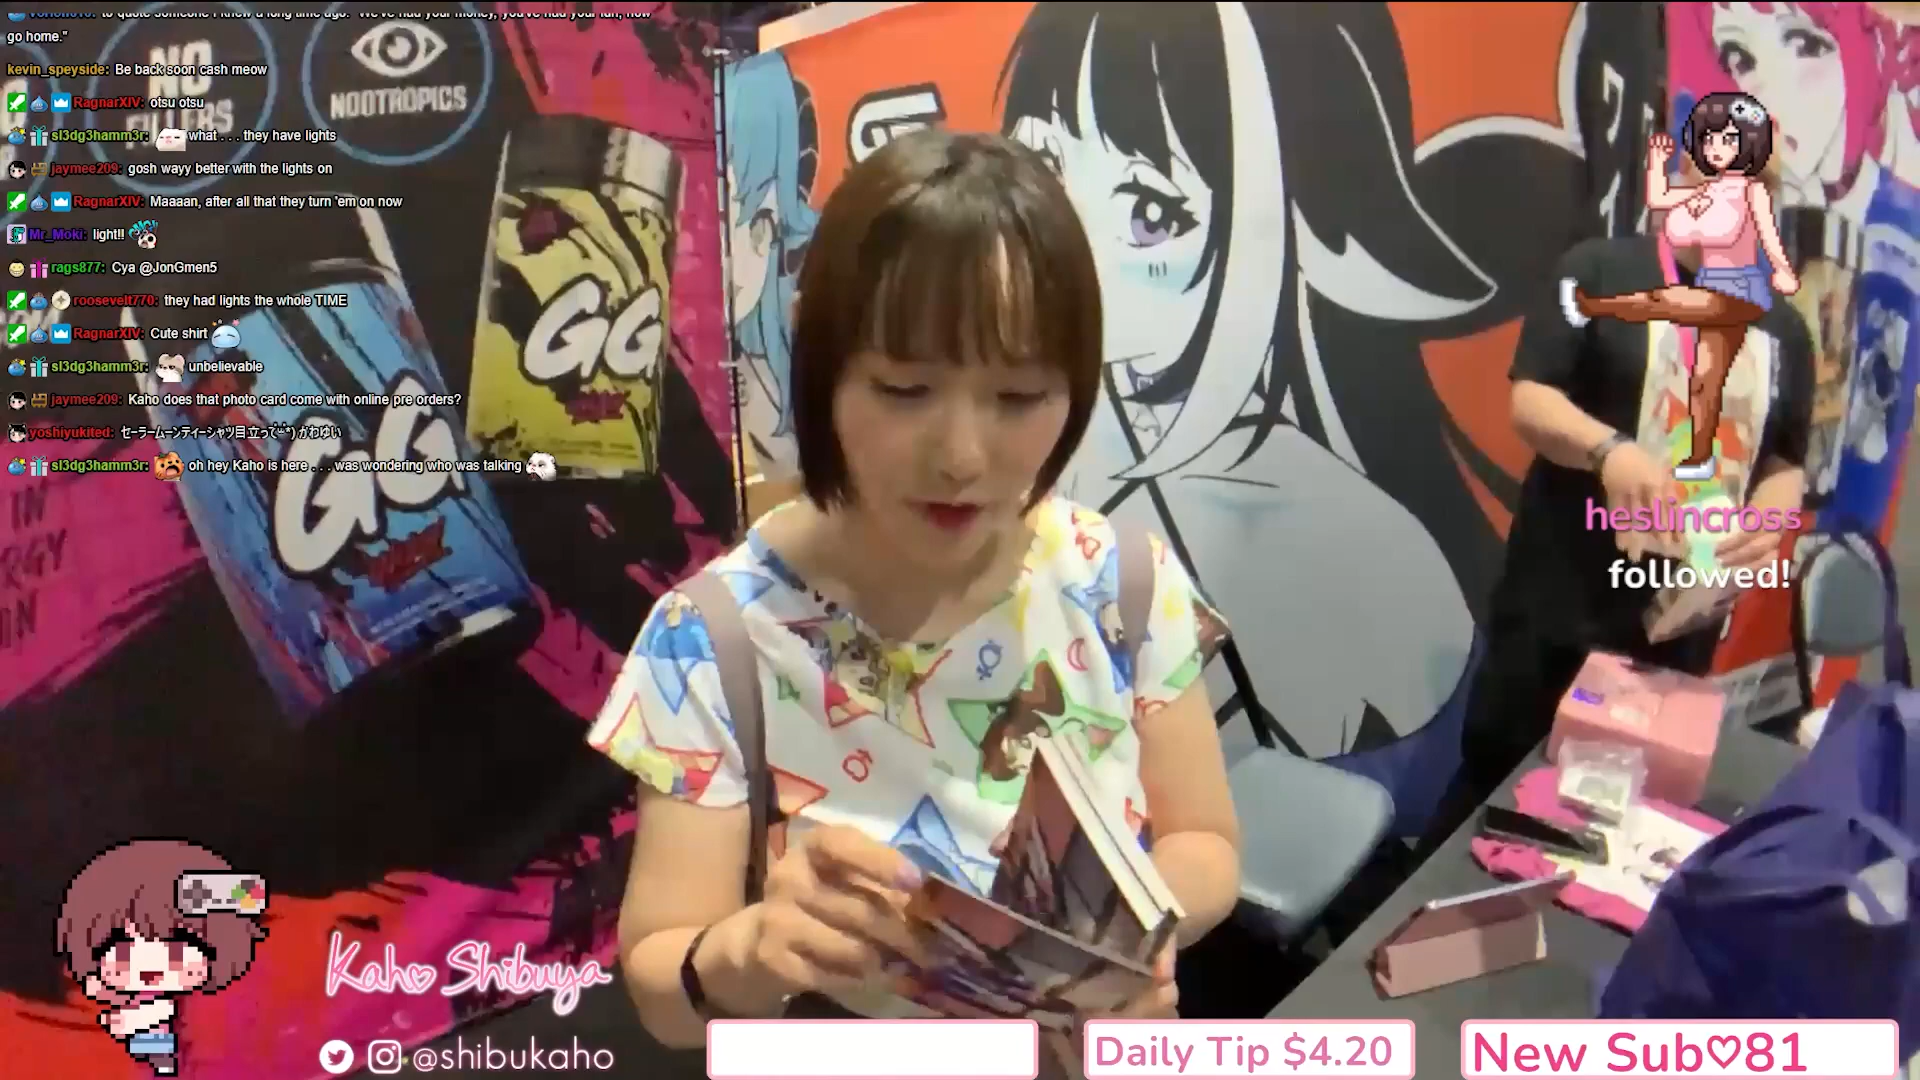 go home."
kevin_speyside: Be back soon cash meow
RagnarXIV: otsu otsu
sl3dg3hamm3r: what . . . they have lights
jaymee209: gosh wayy better with the lights on
RagnarXIV: Maaaan, after all that they turn 'em on now
Mr_Moki: light!!
rags877: Cya @JonGmen5
roosevelt770: they had lights the whole TIME
RagnarXIV: Cute shirt
sl3dg3hamm3r: unbelievable
jaymee209: Kaho does that photo card come with online pre orders?
sl3dg3hamm3r: oh hey Kaho is here . . . was wondering who was talking
NO
FILLERS
NOOTROPICS
GG
GG
IN
heslincross
followed!
Kaho Shibuya
@shibukaho
Daily Tip $4.20
New Sub♡81